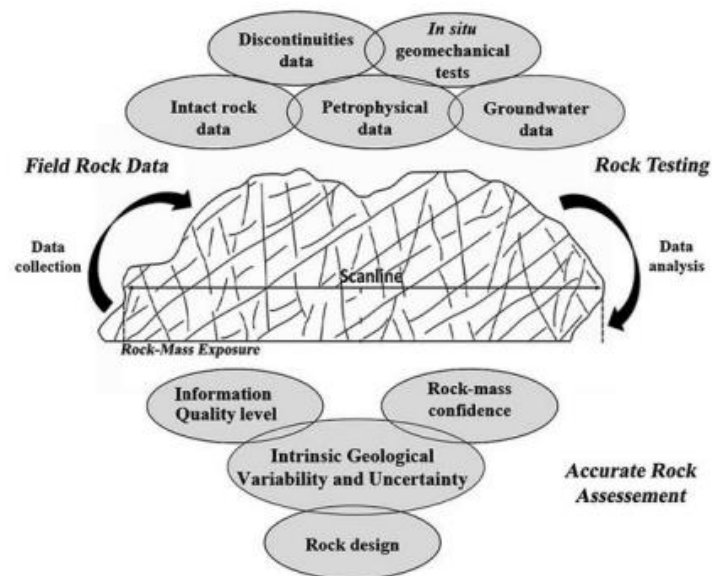 Discontinuities
data
In situ
geomechanical
tests
Intact rock
data
Petrophysical
data
Groundwater
data
Field Rock Data
Rock Testing
Data
collection
Data
analysis
Scanline
Rock-Mass Exposure
Information
Quality level
Rock-mass
confidence
Intrinsic Geological
Variability and Uncertainty
Accurate Rock
Assessement
Rock design